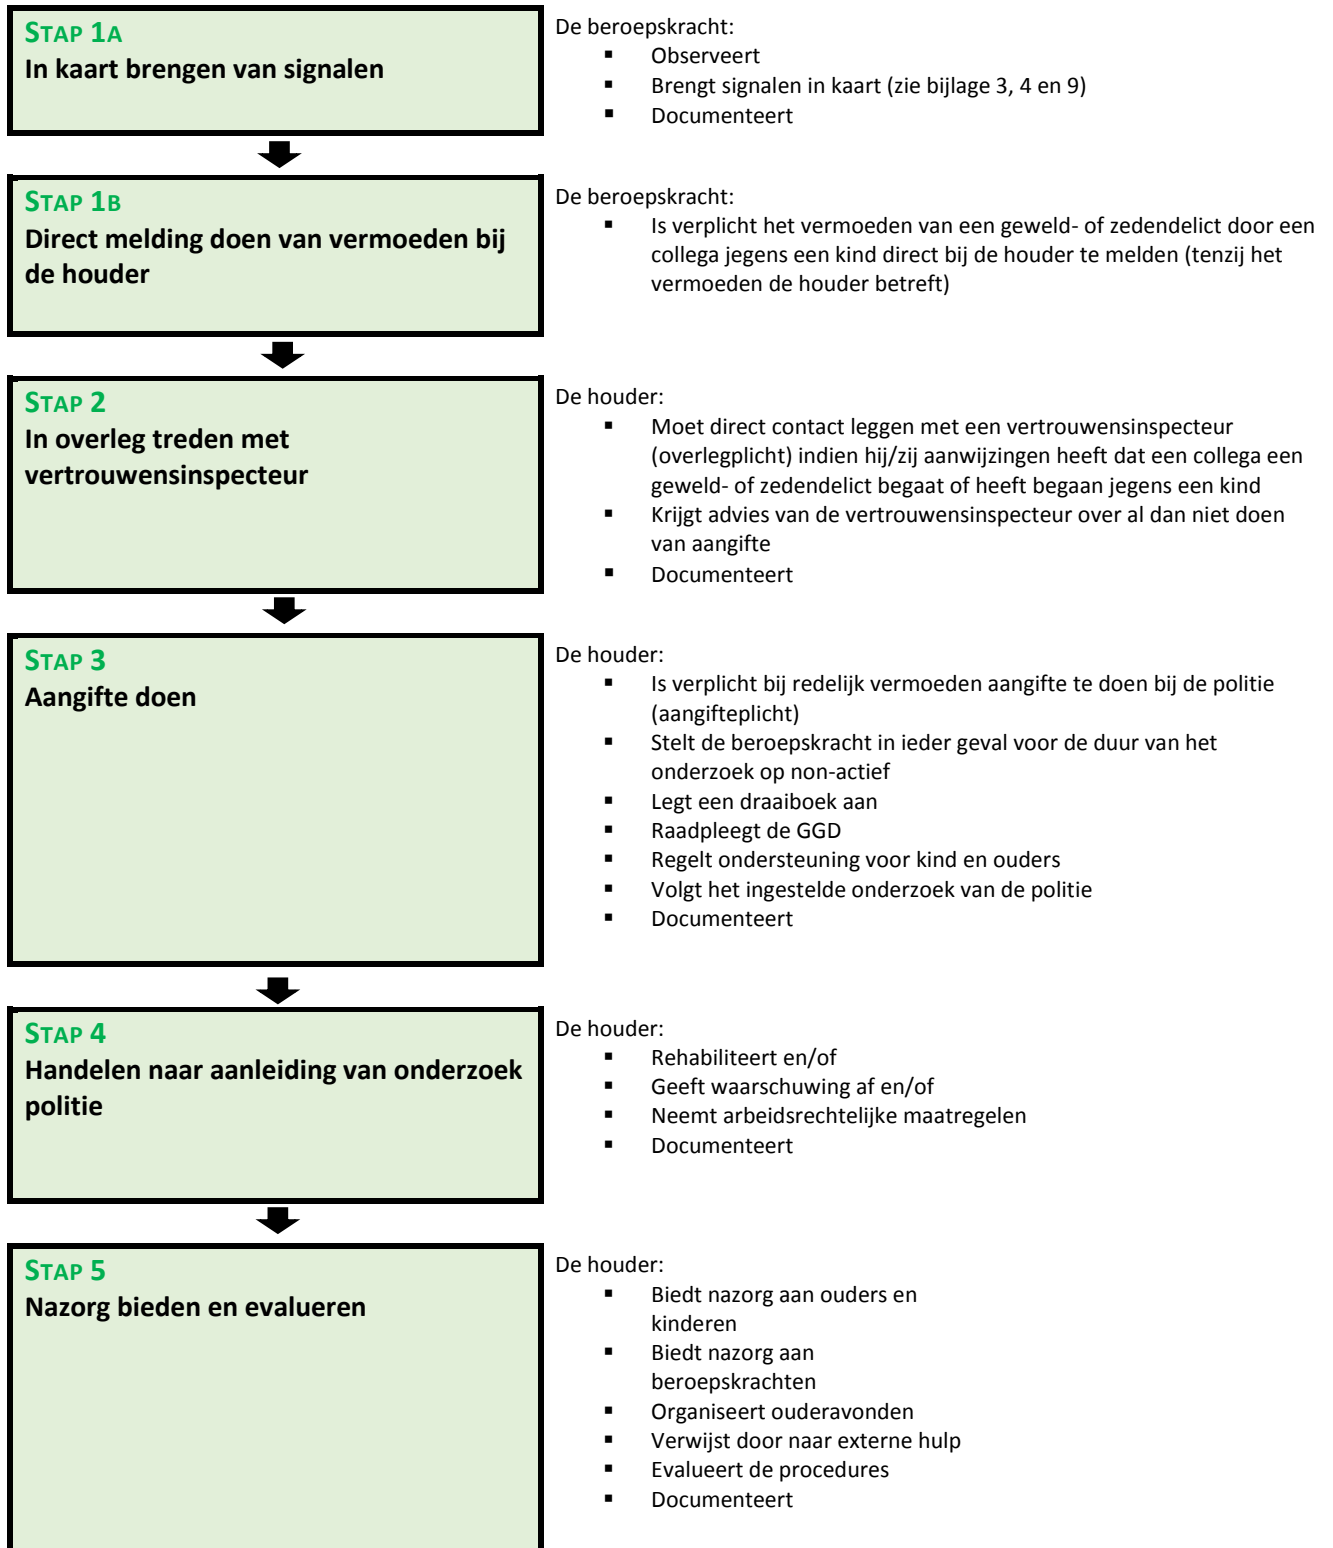 STAP 1A
In kaart brengen van signalen
De beroepskracht:
▪ Observeert
▪ Brengt signalen in kaart (zie bijlage 3, 4 en 9)
▪ Documenteert
STAP 1B
Direct melding doen van vermoeden bij
de houder
De beroepskracht:
▪ Is verplicht het vermoeden van een geweld- of zedendelict door een
collega jegens een kind direct bij de houder te melden (tenzij het
vermoeden de houder betreft)
STAP 2
In overleg treden met
vertrouwensinspecteur
De houder:
▪ Moet direct contact leggen met een vertrouwensinspecteur
(overlegplicht) indien hij/zij aanwijzingen heeft dat een collega een
geweld- of zedendelict begaat of heeft begaan jegens een kind
▪ Krijgt advies van de vertrouwensinspecteur over al dan niet doen
van aangifte
▪ Documenteert
STAP 3
Aangifte doen
De houder:
▪ Is verplicht bij redelijk vermoeden aangifte te doen bij de politie
(aangifteplicht)
▪ Stelt de beroepskracht in ieder geval voor de duur van het
onderzoek op non-actief
▪ Legt een draaiboek aan
▪ Raadpleegt de GGD
▪ Regelt ondersteuning voor kind en ouders
▪ Volgt het ingestelde onderzoek van de politie
▪ Documenteert
STAP 4
Handelen naar aanleiding van onderzoek
politie
De houder:
▪ Rehabiliteert en/of
▪ Geeft waarschuwing af en/of
▪ Neemt arbeidsrechtelijke maatregelen
▪ Documenteert
STAP 5
Nazorg bieden en evalueren
De houder:
▪ Biedt nazorg aan ouders en
kinderen
▪ Biedt nazorg aan
beroepskrachten
▪ Organiseert ouderavonden
▪ Verwijst door naar externe hulp
▪ Evalueert de procedures
▪ Documenteert